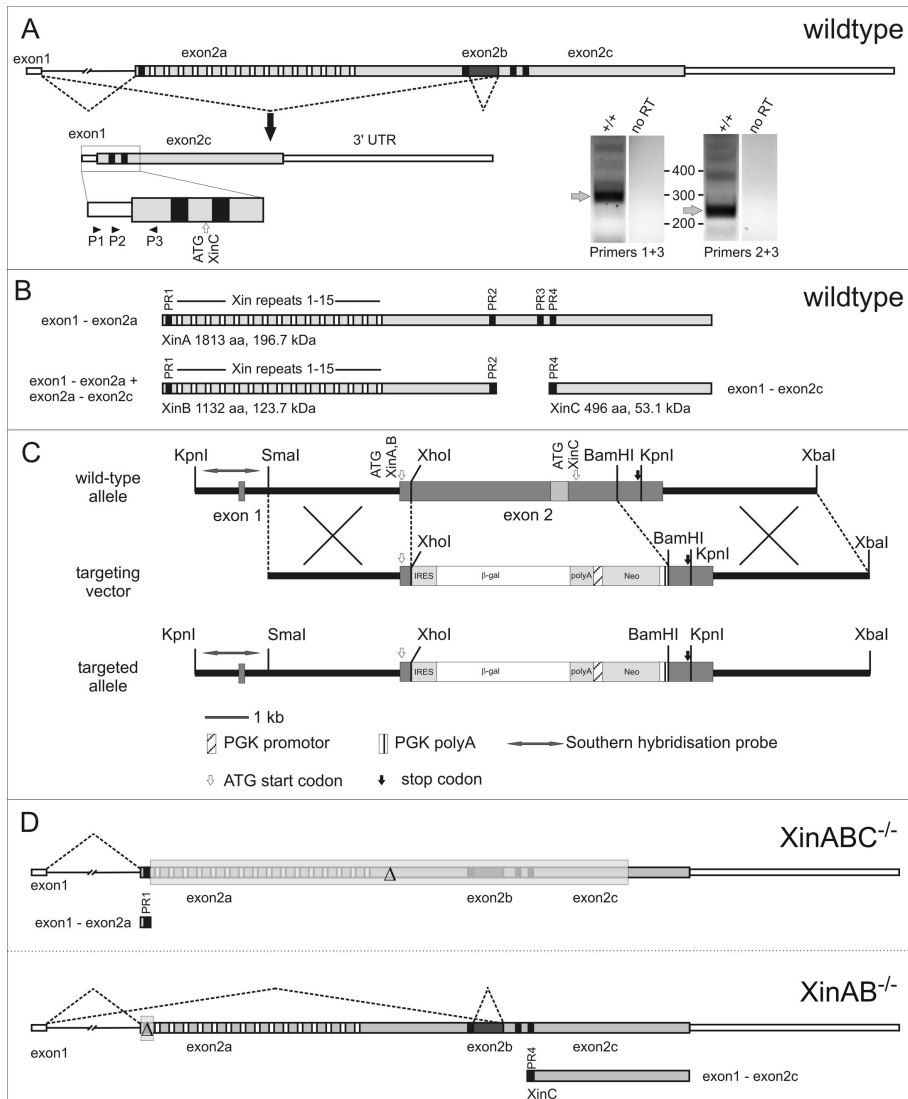 A
wildtype
exon1
exon2a
exon2b
exon2c
exon1
exon2c
3' UTR
P1
P2
P3
ATG
XinC
+/+
no RT
+/+
no RT
400
300
200
Primers 1+3
Primers 2+3
B
wildtype
exon1 - exon2a
PR1
Xin repeats 1-15
PR2
PR3
PR4
XinA 1813 aa, 196.7 kDa
exon1 - exon2a +
exon2a - exon2c
PR1
Xin repeats 1-15
PR2
PR4
exon1 - exon2c
XinB 1132 aa, 123.7 kDa
XinC 496 aa, 53.1 kDa
C
wild-type
allele
KpnI
SmaI
ATG
XinA,B
XhoI
ATG
XinC
BamHI
KpnI
XbaI
exon 1
exon 2
targeting
vector
XhoI
BamHI
KpnI
XbaI
IRES
β-gal
polyA
Neo
targeted
allele
KpnI
SmaI
XhoI
BamHI
KpnI
XbaI
IRES
β-gal
polyA
Neo
1 kb
PGK promotor
PGK polyA
Southern hybridisation probe
ATG start codon
stop codon
D
XinABC-/-
exon1
Δ
exon2a
exon2b
exon2c
exon1 - exon2a
PR1
XinAB-/-
Δ
exon1
exon2a
exon2b
exon2c
PR4
exon1 - exon2c
XinC